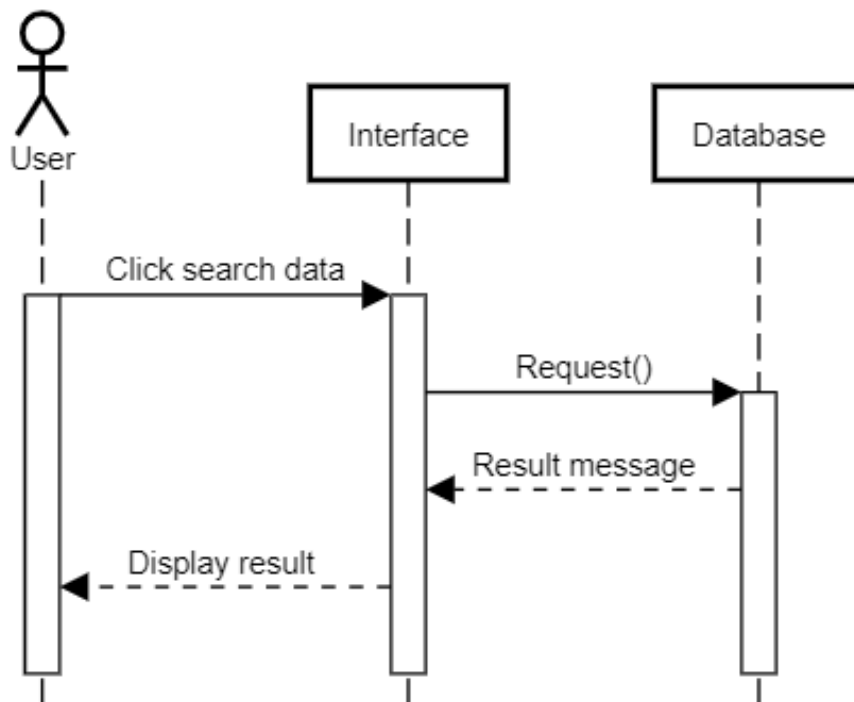 User
Interface
Database
Click search data
Request()
Result message
Display result